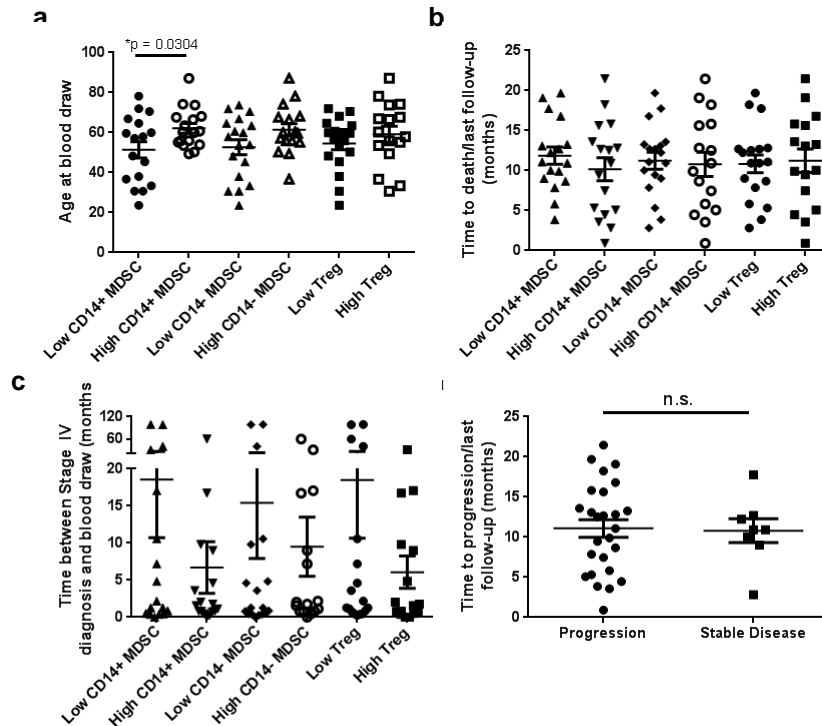 a
*p = 0.0304
Age at blood draw
100
80
60
40
20
0
Low CD14+ MDSC
High CD14+ MDSC
Low CD14- MDSC
High CD14- MDSC
Low Treg
High Treg
b
Time to death/last follow-up
(months)
25
20
15
10
5
0
Low CD14+ MDSC
High CD14+ MDSC
Low CD14- MDSC
High CD14- MDSC
Low Treg
High Treg
c
Time between Stage IV
diagnosis and blood draw (months
120
60
20
15
10
5
0
Low CD14+ MDSC
High CD14+ MDSC
Low CD14- MDSC
High CD14- MDSC
Low Treg
High Treg
n.s.
Time to progression/last
follow-up (months)
25
20
15
10
5
0
Progression
Stable Disease